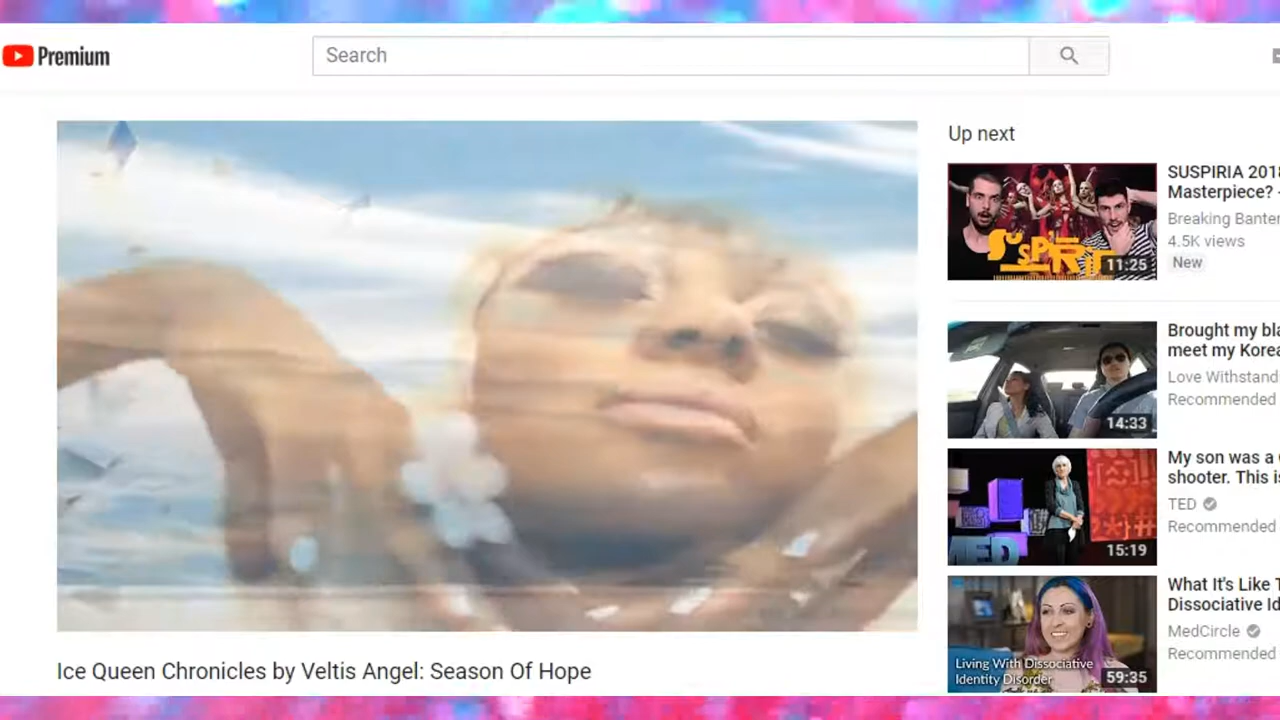 Premium
Search
Ice Queen Chronicles by Veltis Angel: Season Of Hope
Up next
SUSPIRIA 2018
Masterpiece?
Breaking Banter
4.5K views
New
11:25
Brought my bla
meet my Korea
Love Withstand
Recommended
14:33
My son was a
shooter. This is
TED
Recommended
15:19
What It's Like T
Dissociative Id
MedCircle
Recommended
Living With Dissociative
Identity Disorder
59:35